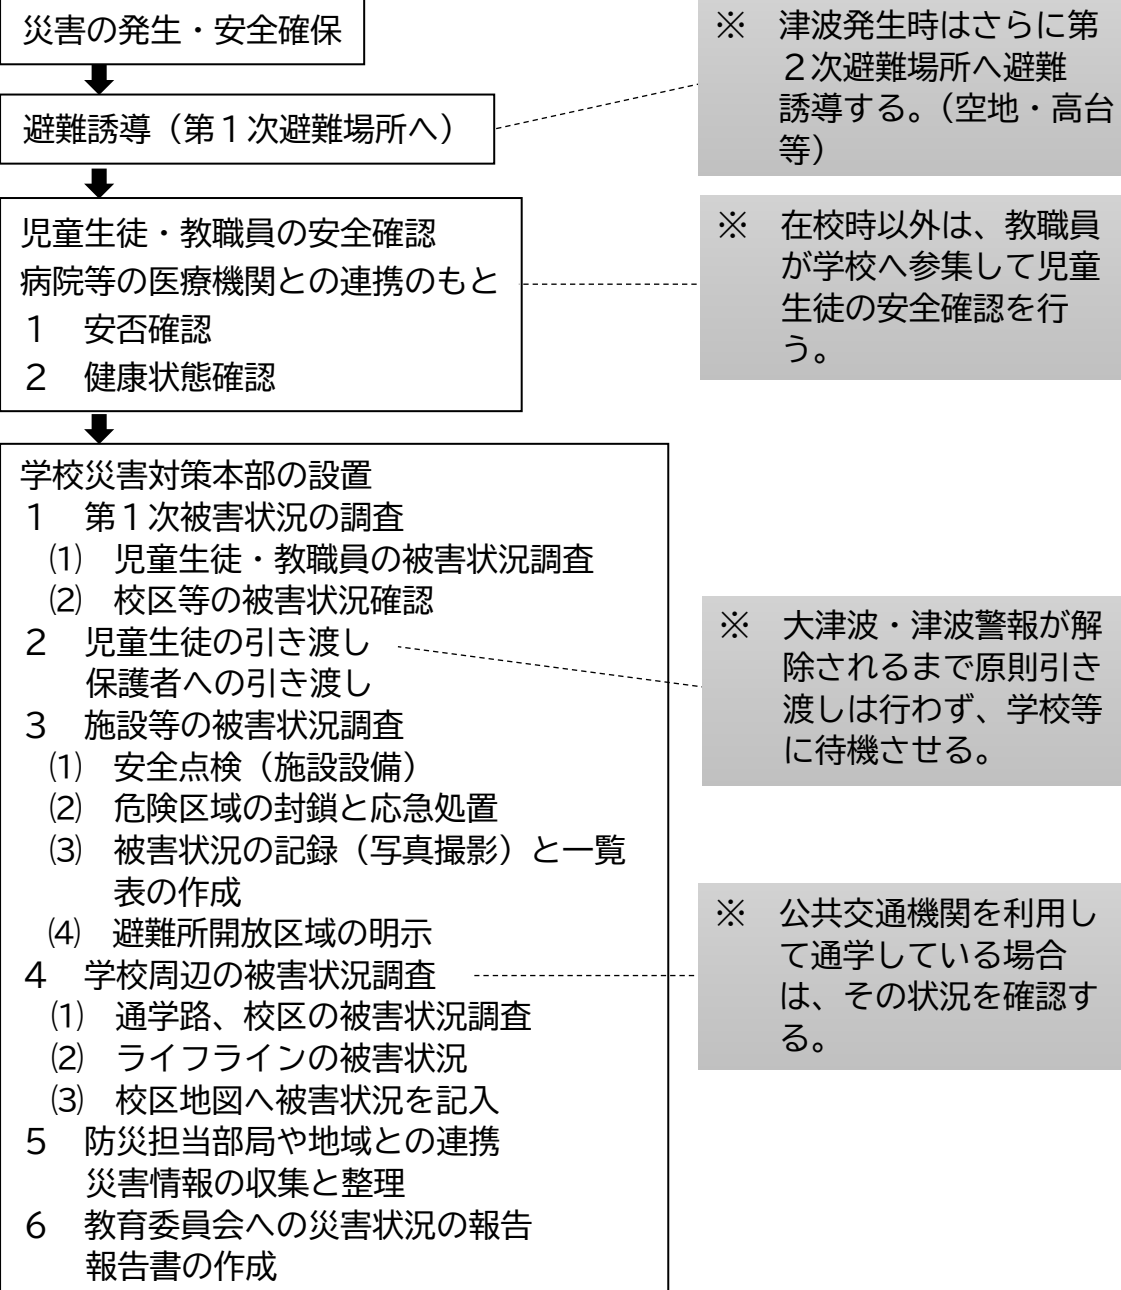 災害の発生・安全確保
※　津波発生時はさらに第
２次避難場所へ避難
誘導する。（空地・高台
等）
避難誘導（第１次避難場所へ）
児童生徒・教職員の安全確認
病院等の医療機関との連携のもと
１　安否確認
２　健康状態確認
※　在校時以外は、教職員
が学校へ参集して児童
生徒の安全確認を行
う。
学校災害対策本部の設置
１　第１次被害状況の調査
⑴　児童生徒・教職員の被害状況調査
⑵　校区等の被害状況確認
２　児童生徒の引き渡し
保護者への引き渡し
※　大津波・津波警報が解
除されるまで原則引き
渡しは行わず、学校等
に待機させる。
３　施設等の被害状況調査
⑴　安全点検（施設設備）
⑵　危険区域の封鎖と応急処置
⑶　被害状況の記録（写真撮影）と一覧
表の作成
⑷　避難所開放区域の明示
４　学校周辺の被害状況調査
※　公共交通機関を利用し
て通学している場合
は、その状況を確認す
る。
⑴　通学路、校区の被害状況調査
⑵　ライフラインの被害状況
⑶　校区地図へ被害状況を記入
５　防災担当部局や地域との連携
災害情報の収集と整理
６　教育委員会への災害状況の報告
報告書の作成